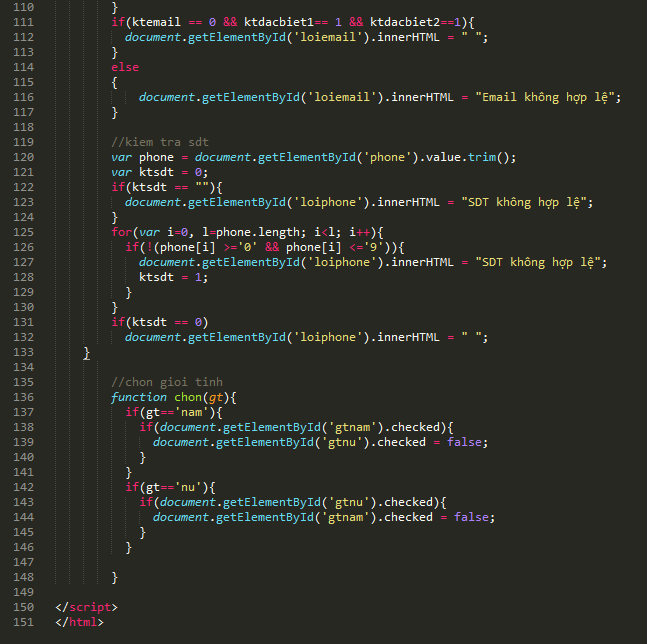 110 }
111 if(ktemail == 0 && ktdacbiet1== 1 && ktdacbiet2==1){
112 document.getElementById('loiemail').innerHTML = " ";
113 }
114 else
115 {
116 document.getElementById('loiemail').innerHTML = "Email không hợp lệ";
117 }
118
119 //kiem tra sdt
120 var phone = document.getElementById('phone').value.trim();
121 var ktsdt = 0;
122 if(ktsdt == ""){
123 document.getElementById('loiphone').innerHTML = "SDT không hợp lệ";
124 }
125 for(var i=0, l=phone.length; i<l; i++){
126 if(!(phone[i] >='0' && phone[i] <='9')){
127 document.getElementById('loiphone').innerHTML = "SDT không hợp lệ";
128 ktsdt = 1;
129 }
130 }
131 if(ktsdt == 0)
132 document.getElementById('loiphone').innerHTML = " ";
133 }
134
135 //chon gioi tinh
136 function chon(gt){
137 if(gt=='nam'){
138 if(document.getElementById('gtnam').checked){
139 document.getElementById('gtnu').checked = false;
140 }
141 }
142 if(gt=='nu'){
143 if(document.getElementById('gtnu').checked){
144 document.getElementById('gtnam').checked = false;
145 }
146 }
147
148 }
149
150 </script>
151 </html>